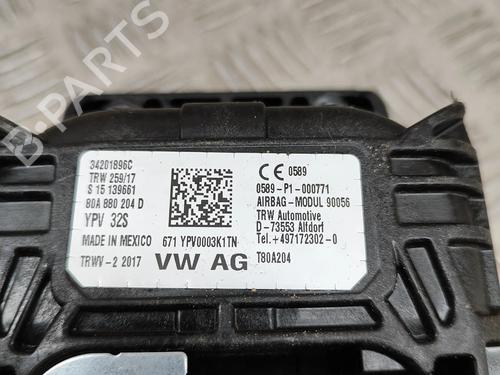 34201896C
TRW 259/17
S 15 139661
80A 880 204 D
YPV 32S
MADE IN MEXICO
TRWV-2 2017
671 YPV0003K1TN
VW AG
CE 0589
0589-P1-000771
AIRBAG-MODUL 90056
TRW Automotive
D-73553 Alfdorf
Tel.+497172302-0
T80A204
B-PARTS